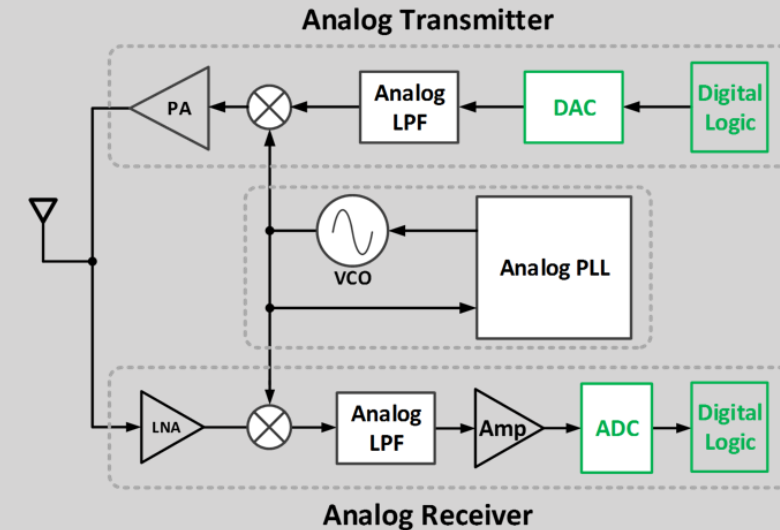 Analog Transmitter
PA
Analog
LPF
DAC
Digital
Logic
VCO
Analog PLL
LNA
Analog
LPF
Amp
ADC
Digital
Logic
Analog Receiver